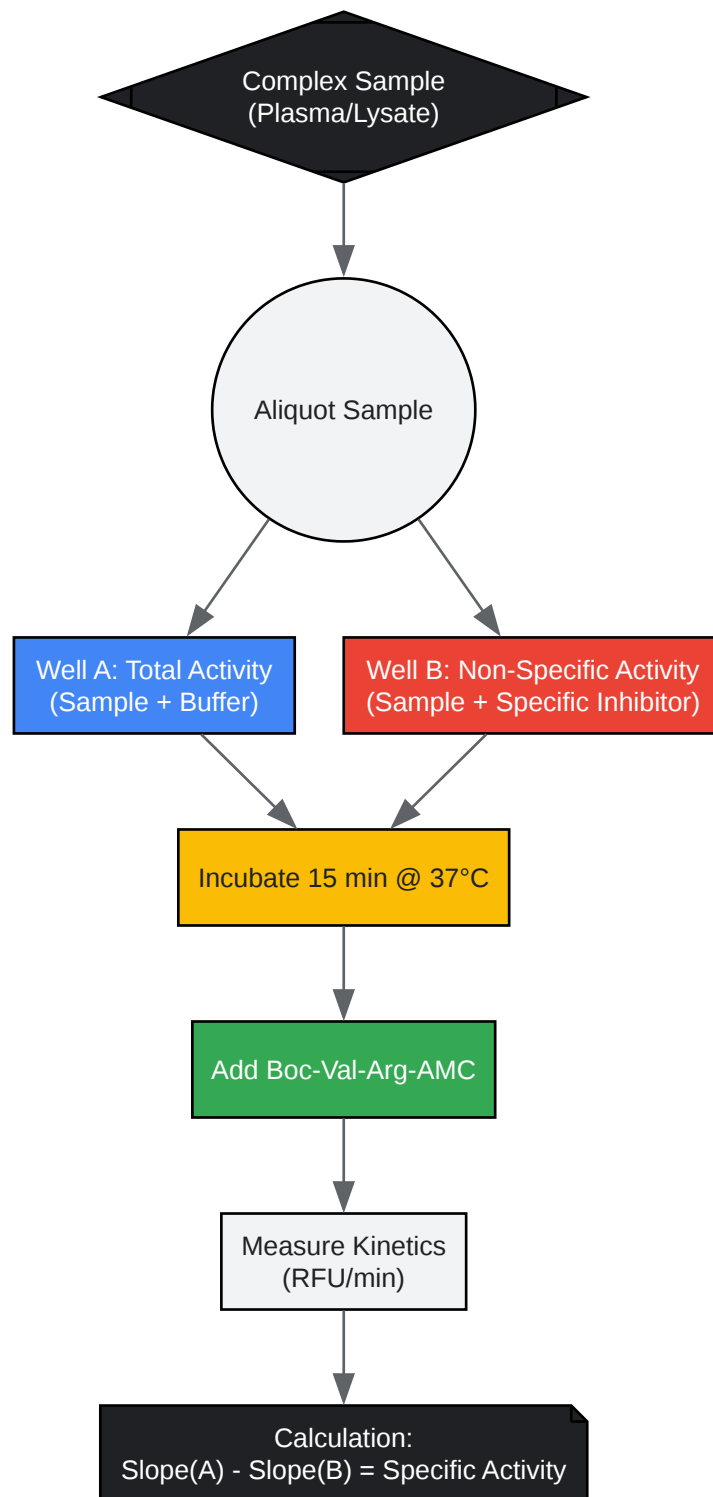 Complex Sample
(Plasma/Lysate)
Aliquot Sample
Well A: Total Activity
(Sample + Buffer)
Well B: Non-Specific Activity
(Sample + Specific Inhibitor)
Incubate 15 min @ 37°C
Add Boc-Val-Arg-AMC
Measure Kinetics
(RFU/min)
Calculation:
Slope(A) - Slope(B) = Specific Activity